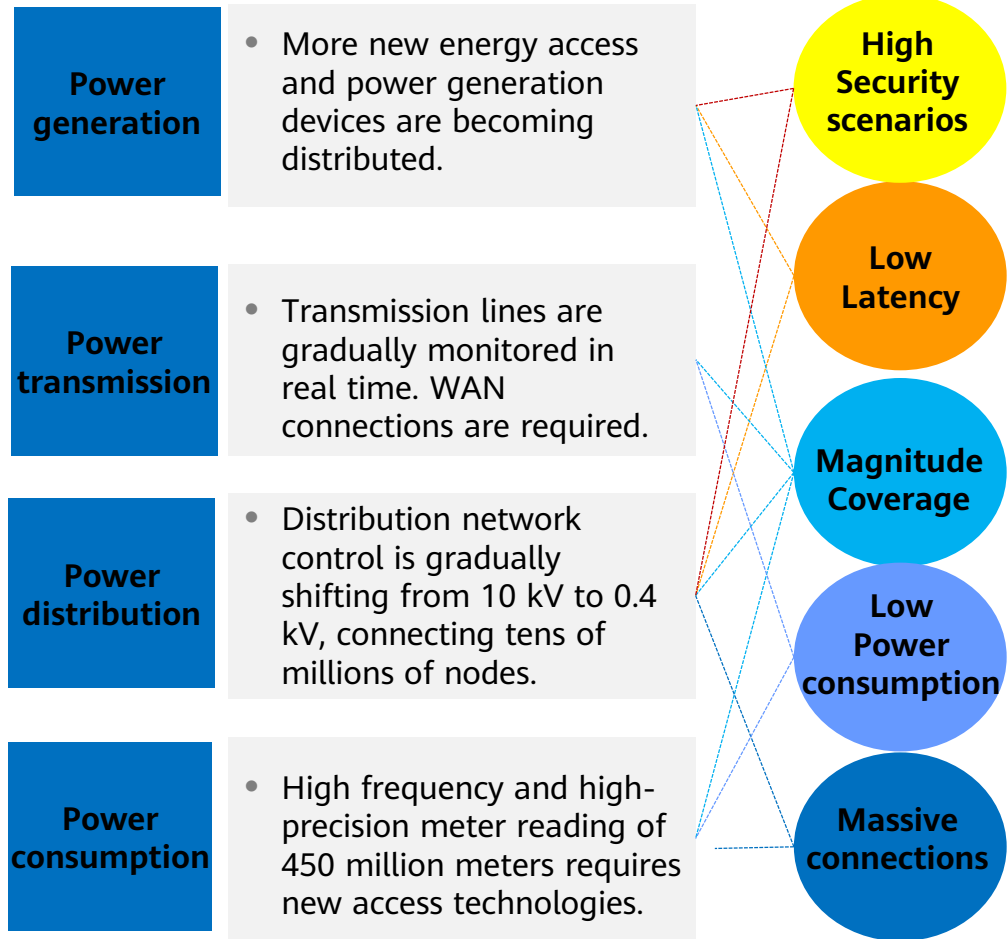 Power
generation
• More new energy access
and power generation
devices are becoming
distributed.
High
Security
scenarios
Low
Latency
Power
transmission
• Transmission lines are
gradually monitored in
real time. WAN
connections are required.
Magnitude
Coverage
Power
distribution
• Distribution network
control is gradually
shifting from 10 kV to 0.4
kV, connecting tens of
millions of nodes.
Low
Power
consumption
Power
consumption
• High frequency and high-
precision meter reading of
450 million meters requires
new access technologies.
Massive
connections